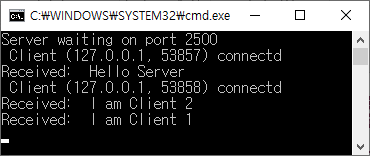 C:₩WINDOWS₩SYSTEM32₩cmd.exe
Server waiting on port 2500
Client (127.0.0.1, 53857) connectd
Received:  Hello Server
Client (127.0.0.1, 53858) connectd
Received:  I am Client 2
Received:  I am Client 1